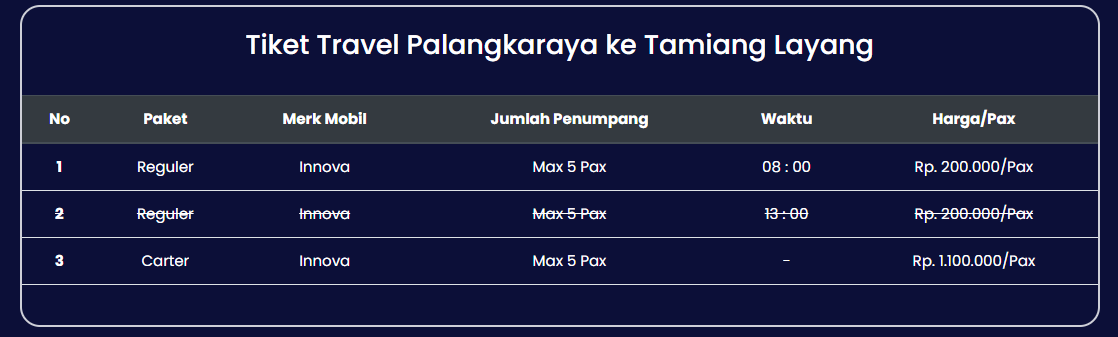 Tiket Travel Palangkaraya ke Tamiang Layang
No Paket Merk Mobil Jumlah Penumpang Waktu Harga/Pax
1 Reguler Innova Max 5 Pax 08 : 00 Rp. 200.000/Pax
2 Reguler Innova Max 5 Pax 13 : 00 Rp. 200.000/Pax
3 Carter Innova Max 5 Pax - Rp. 1.100.000/Pax